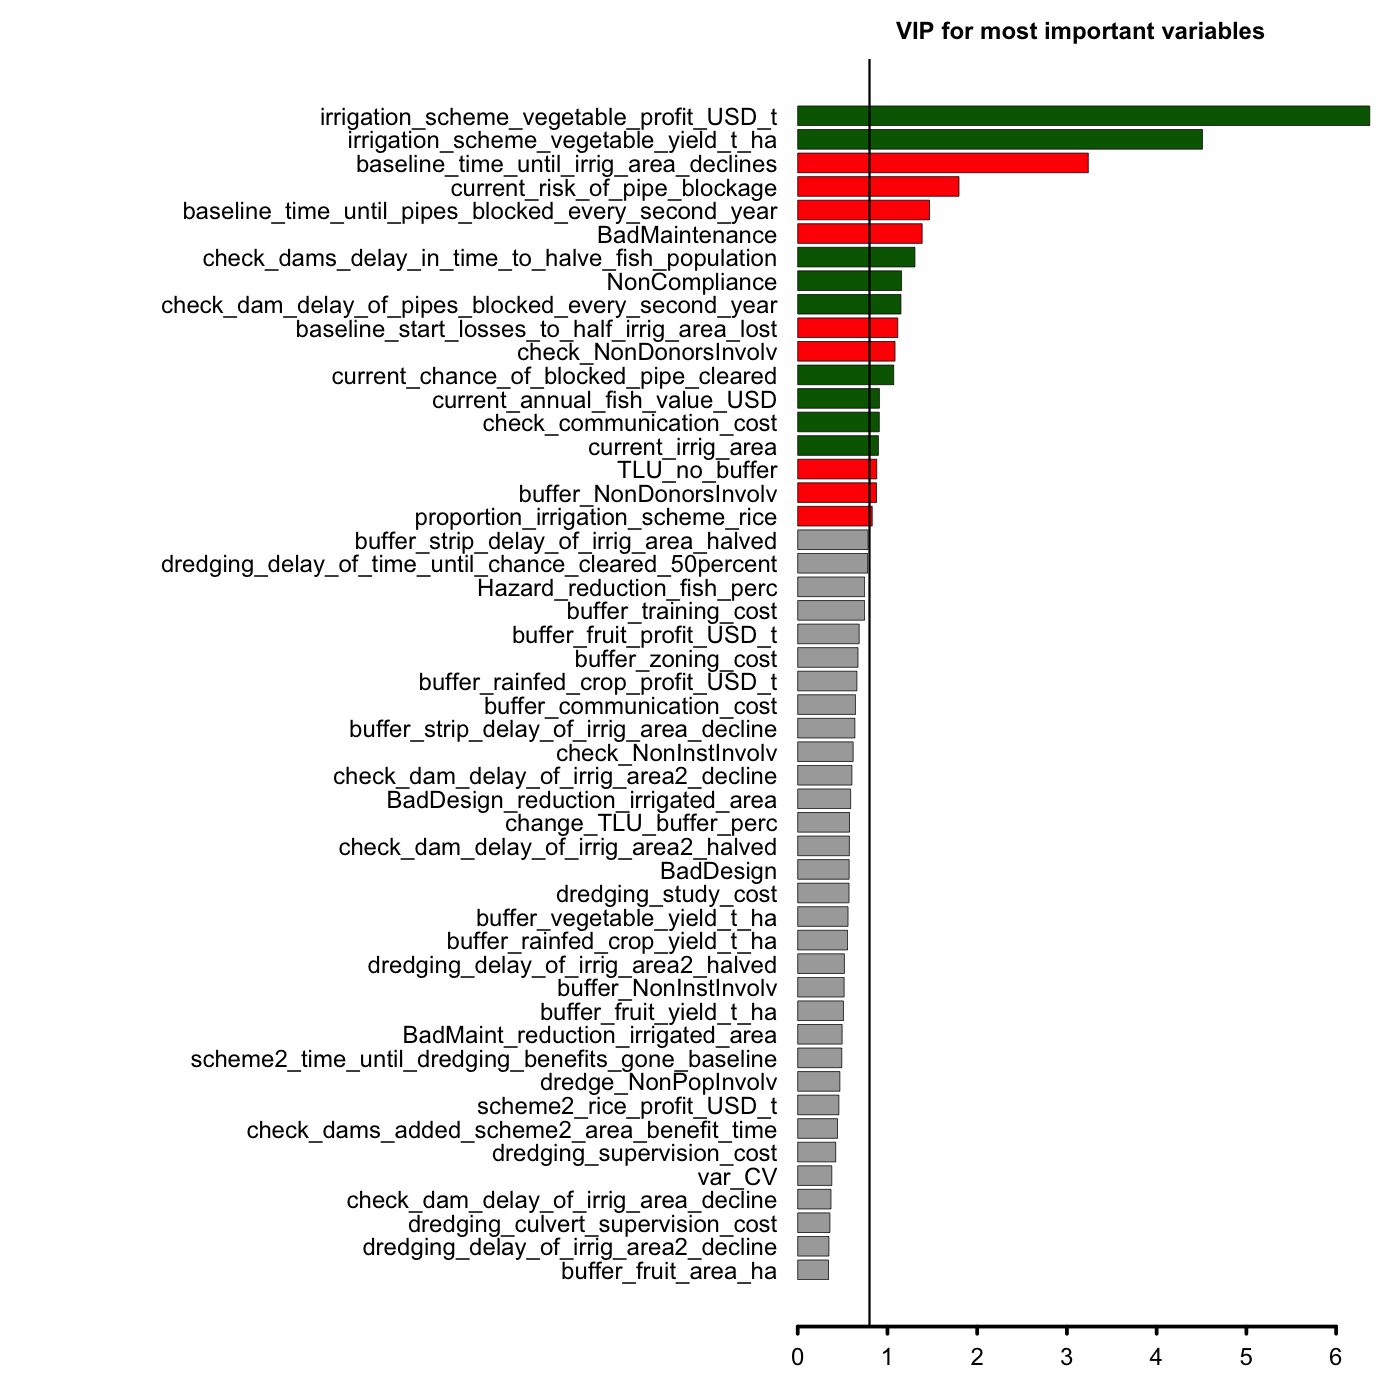 VIP for most important variables
irrigation_scheme_vegetable_profit_USD_t
irrigation_scheme_vegetable_yield_t_ha
baseline_time_until_irrig_area_declines
current_risk_of_pipe_blockage
baseline_time_until_pipes_blocked_every_second_year
BadMaintenance
check_dams_delay_in_time_to_halve_fish_population
NonCompliance
check_dam_delay_of_pipes_blocked_every_second_year
baseline_start_losses_to_half_irrig_area_lost
check_NonDonorsInvolv
current_chance_of_blocked_pipe_cleared
current_annual_fish_value_USD
check_communication_cost
current_irrig_area
TLU_no_buffer
buffer_NonDonorsInvolv
proportion_irrigation_scheme_rice
buffer_strip_delay_of_irrig_area_halved
dredging_delay_of_time_until_chance_cleared_50percent
Hazard_reduction_fish_perc
buffer_training_cost
buffer_fruit_profit_USD_t
buffer_zoning_cost
buffer_rainfed_crop_profit_USD_t
buffer_communication_cost
buffer_strip_delay_of_irrig_area_decline
check_NonInstInvolv
check_dam_delay_of_irrig_area2_decline
BadDesign_reduction_irrigated_area
change_TLU_buffer_perc
check_dam_delay_of_irrig_area2_halved
BadDesign
dredging_study_cost
buffer_vegetable_yield_t_ha
buffer_rainfed_crop_yield_t_ha
dredging_delay_of_irrig_area2_halved
buffer_NonInstInvolv
buffer_fruit_yield_t_ha
BadMaint_reduction_irrigated_area
scheme2_time_until_dredging_benefits_gone_baseline
dredge_NonPopInvolv
scheme2_rice_profit_USD_t
check_dams_added_scheme2_area_benefit_time
dredging_supervision_cost
var_CV
check_dam_delay_of_irrig_area_decline
dredging_culvert_supervision_cost
dredging_delay_of_irrig_area2_decline
buffer_fruit_area_ha
0 1 2 3 4 5 6